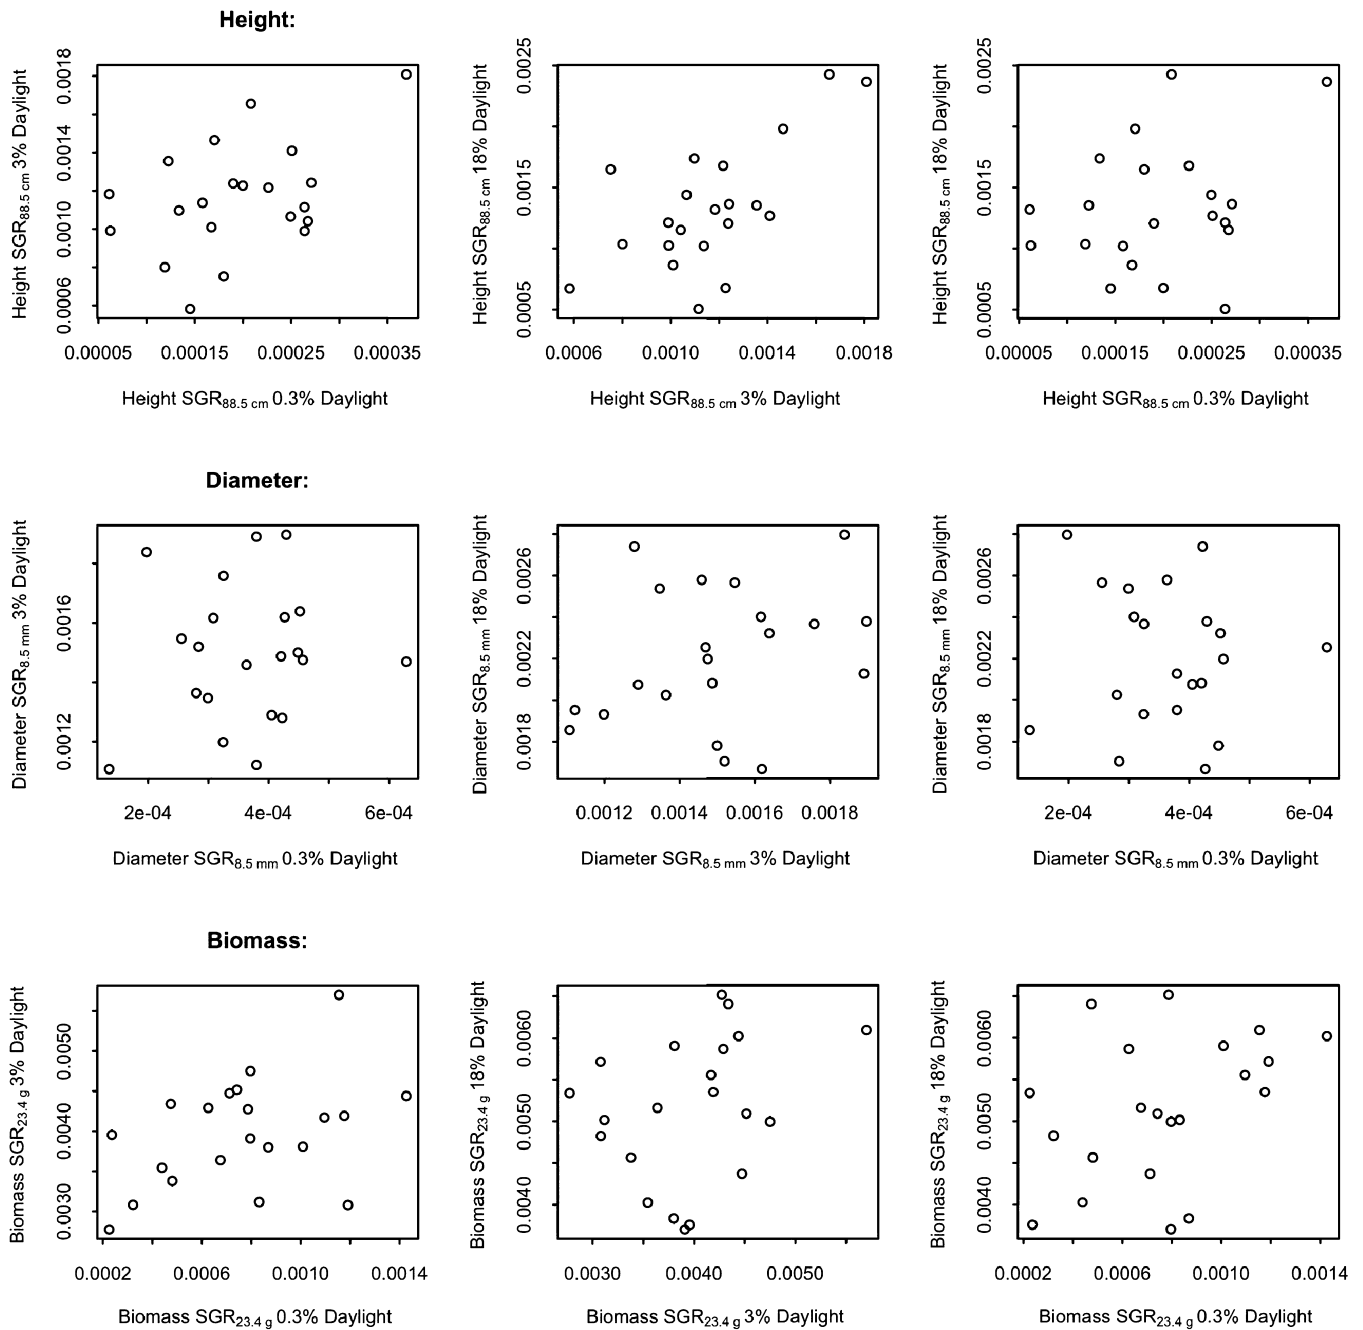 Height:
Height SGR88.5 cm 3% Daylight
0.0006 0.0010 0.0014 0.0018
0.00005 0.00015 0.00025 0.00035
Height SGR88.5 cm 0.3% Daylight
Height SGR88.5 cm 18% Daylight
0.0005 0.0015 0.0025
0.0006 0.0010 0.0014 0.0018
Height SGR88.5 cm 3% Daylight
Height SGR88.5 cm 18% Daylight
0.0005 0.0015 0.0025
0.00005 0.00015 0.00025 0.00035
Height SGR88.5 cm 0.3% Daylight
Diameter:
Diameter SGR8.5 mm 3% Daylight
0.0012 0.0016
2e-04 4e-04 6e-04
Diameter SGR8.5 mm 0.3% Daylight
Diameter SGR8.5 mm 18% Daylight
0.0018 0.0022 0.0026
0.0012 0.0014 0.0016 0.0018
Diameter SGR8.5 mm 3% Daylight
Diameter SGR8.5 mm 18% Daylight
0.0018 0.0022 0.0026
2e-04 4e-04 6e-04
Diameter SGR8.5 mm 0.3% Daylight
Biomass:
Biomass SGR23.4 g 3% Daylight
0.0030 0.0040 0.0050
0.0002 0.0006 0.0010 0.0014
Biomass SGR23.4 g 0.3% Daylight
Biomass SGR23.4 g 18% Daylight
0.0040 0.0050 0.0060
0.0030 0.0040 0.0050
Biomass SGR23.4 g 3% Daylight
Biomass SGR23.4 g 18% Daylight
0.0040 0.0050 0.0060
0.0002 0.0006 0.0010 0.0014
Biomass SGR23.4 g 0.3% Daylight